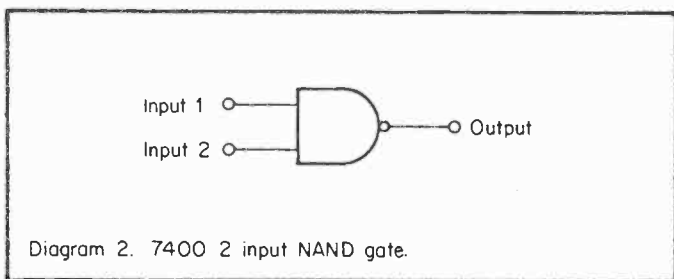 Input 1
Input 2
Output
Diagram 2. 7400 2 input NAND gate.